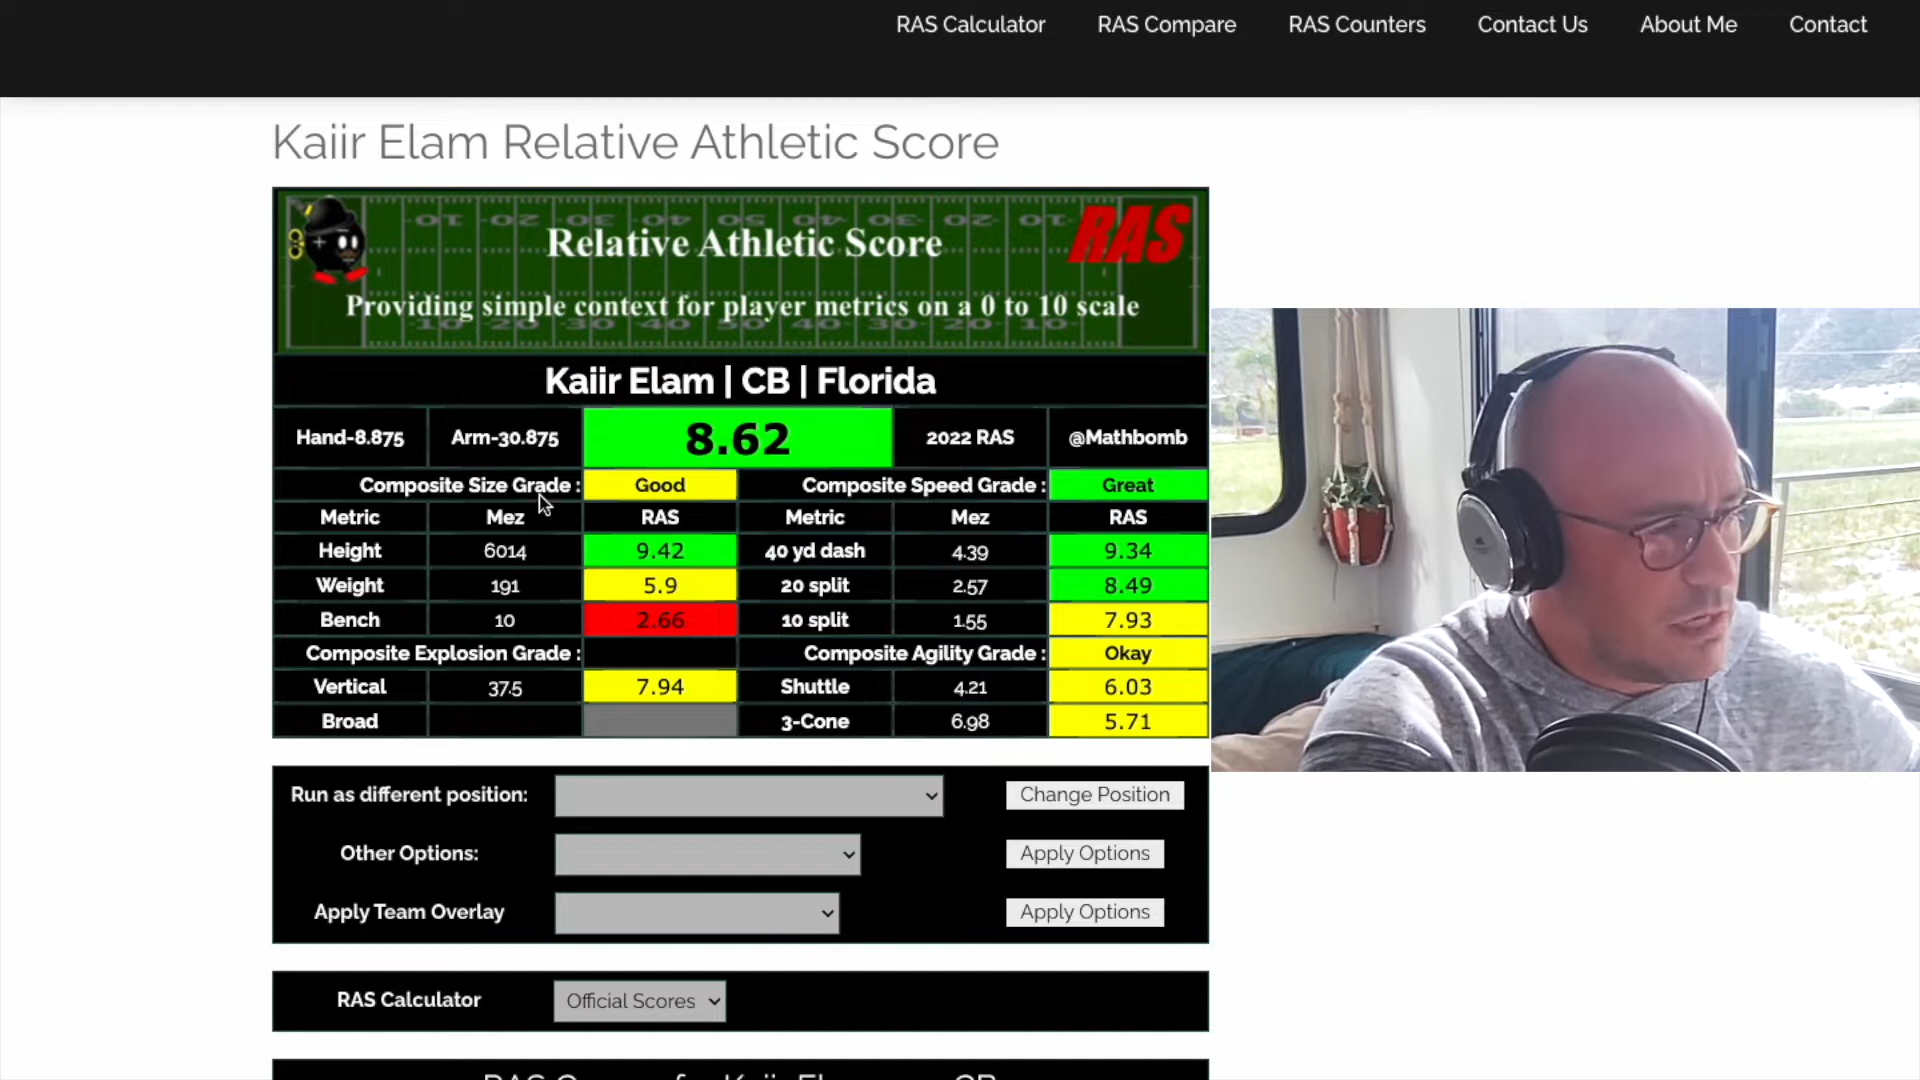 RAS Calculator RAS Compare RAS Counters Contact Us About Me Contact
Kaiir Elam Relative Athletic Score
RAS
Relative Athletic Score
Providing simple context for player metrics on a 0 to 10 scale
Kaiir Elam | CB | Florida
Hand-8.875 Arm-30.875 8.62 2022 RAS @Mathbomb
Composite Size Grade : Good Composite Speed Grade : Great
Metric Mez RAS Metric Mez RAS
Height 6014 9.42 40 yd dash 4.39 9.34
Weight 191 5.9 20 split 2.57 8.49
Bench 10 2.66 10 split 1.55 7.93
Composite Explosion Grade : Composite Agility Grade : Okay
Vertical 37.5 7.94 Shuttle 4.21 6.03
Broad 3-Cone 6.98 5.71
Run as different position: Change Position
Other Options: Apply Options
Apply Team Overlay Apply Options
RAS Calculator Official Scores